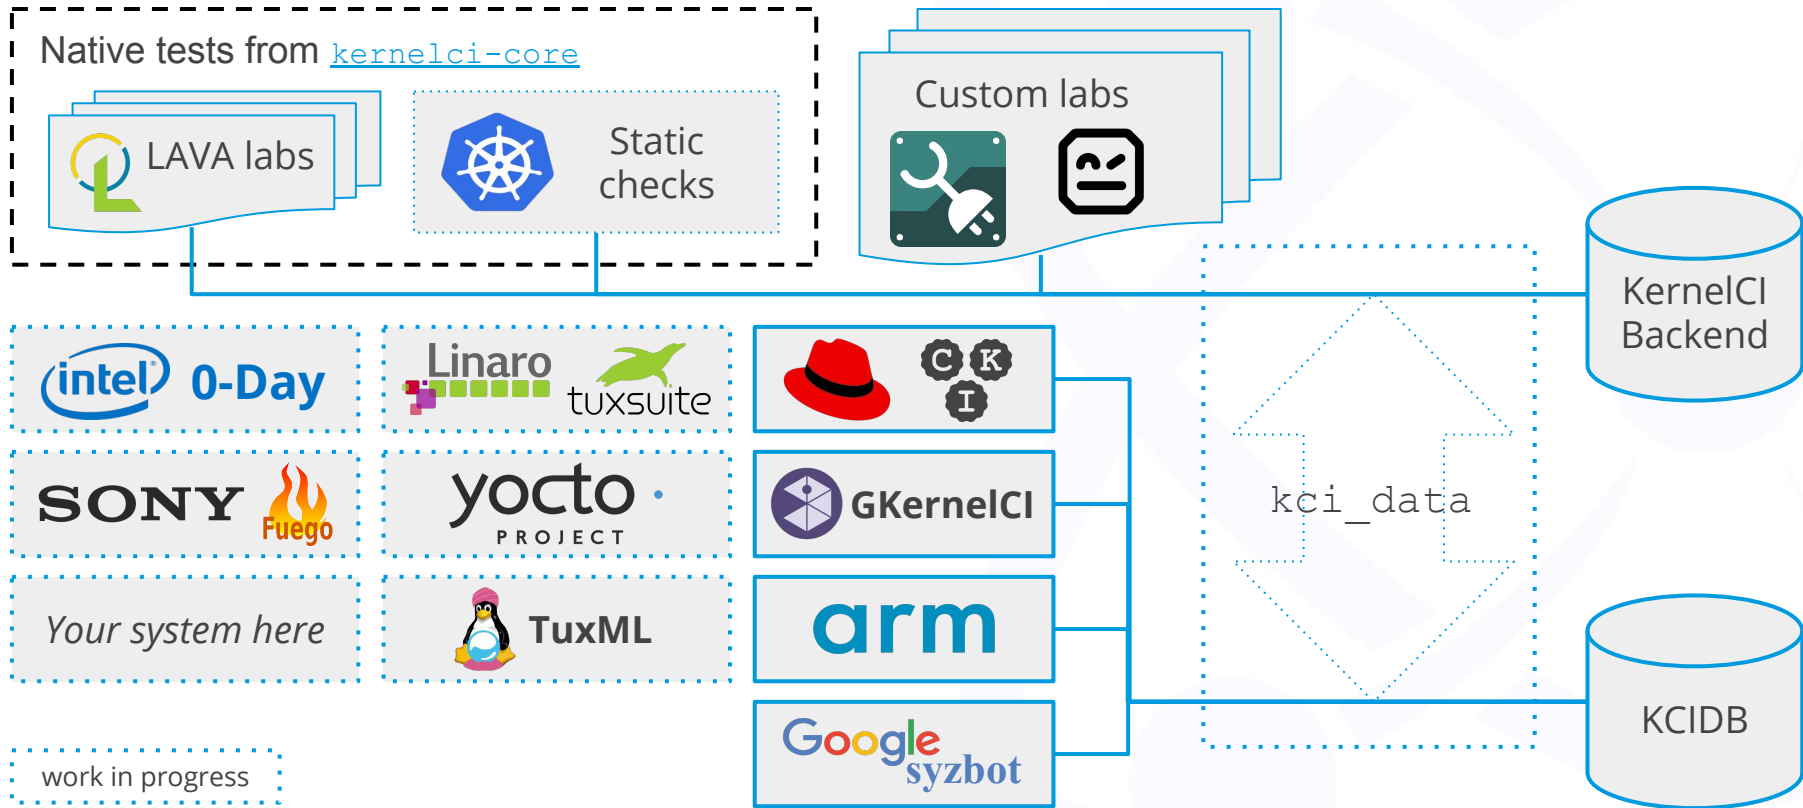 Native tests from kernelci-core
LAVA labs
Static
checks
Custom labs
KernelCI
Backend
intel 0-Day
Linaro
tuxsuite
C K
I
SONY
Fuego
yocto
PROJECT
GKernelCI
kci_data
Your system here
TuxML
arm
Google
syzbot
KCIDB
work in progress